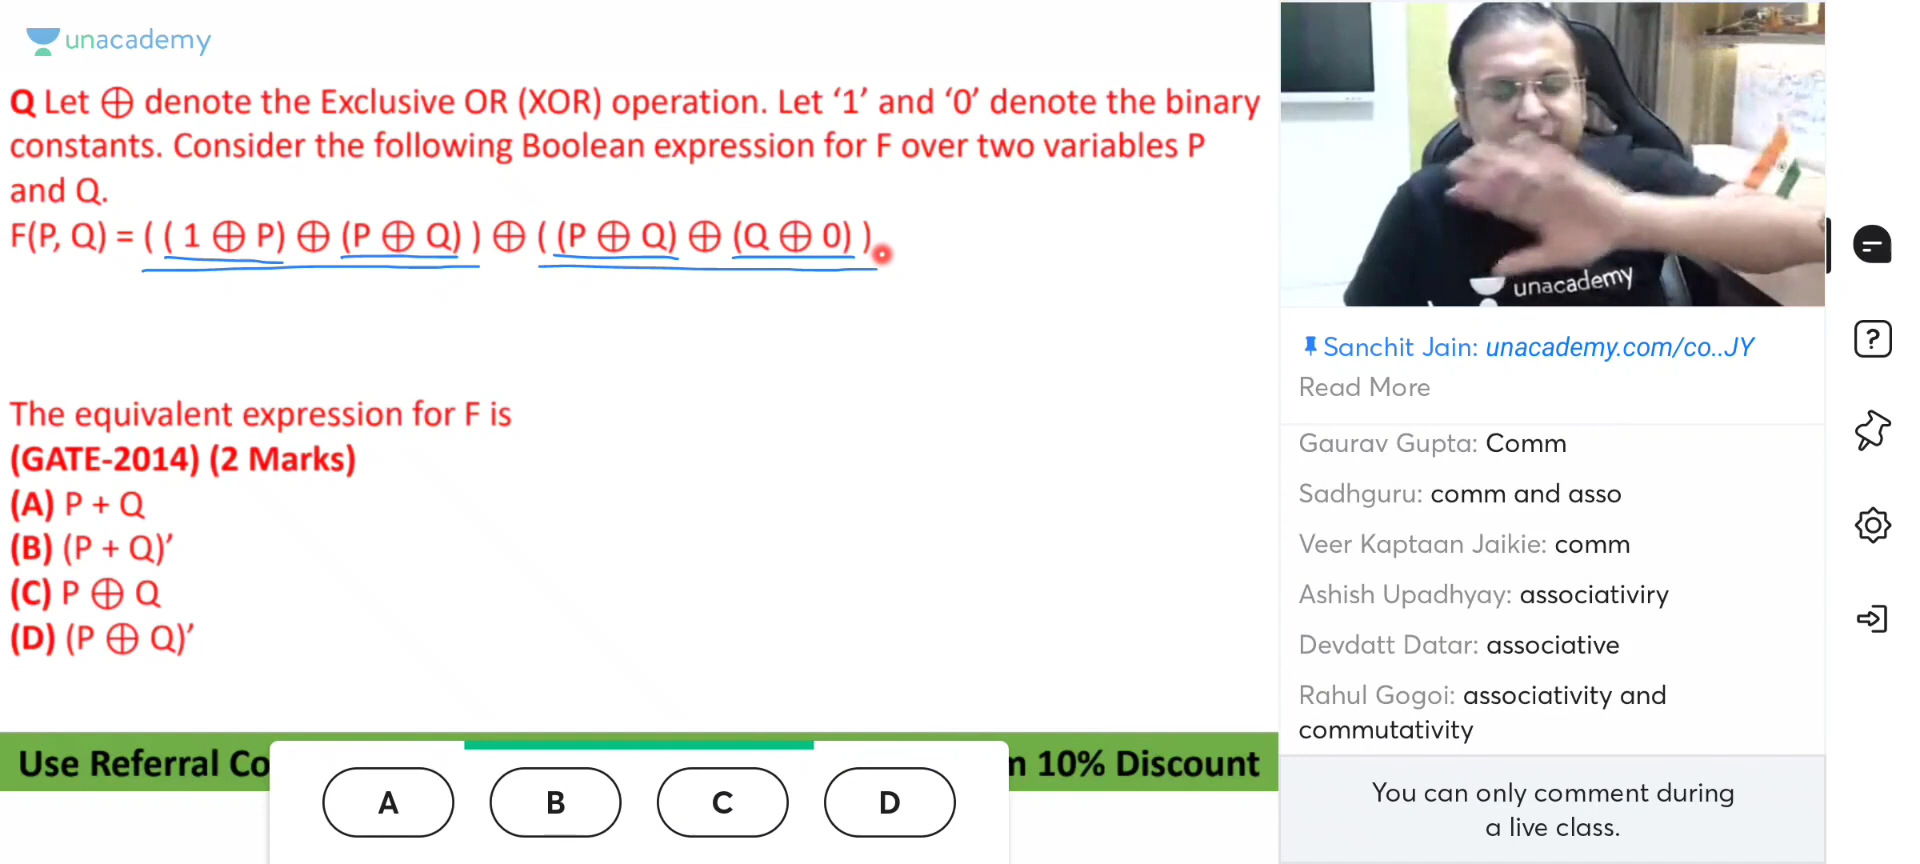 unacademy
Q Let ⊕ denote the Exclusive OR (XOR) operation. Let ‘1’ and ‘0’ denote the binary
constants. Consider the following Boolean expression for F over two variables P
and Q.
F(P, Q) = ( ( 1 ⊕ P) ⊕ (P ⊕ Q) ) ⊕ ( (P ⊕ Q) ⊕ (Q ⊕ 0) )
The equivalent expression for F is
(GATE-2014) (2 Marks)
(A) P + Q
(B) (P + Q)’
(C) P ⊕ Q
(D) (P ⊕ Q)’
Use Referral Co
10% Discount
A B C D
unacademy
Sanchit Jain: unacademy.com/co..JY
Read More
Gaurav Gupta: Comm
Sadhguru: comm and asso
Veer Kaptaan Jaikie: comm
Ashish Upadhyay: associativiry
Devdatt Datar: associative
Rahul Gogoi: associativity and
commutativity
You can only comment during
a live class.